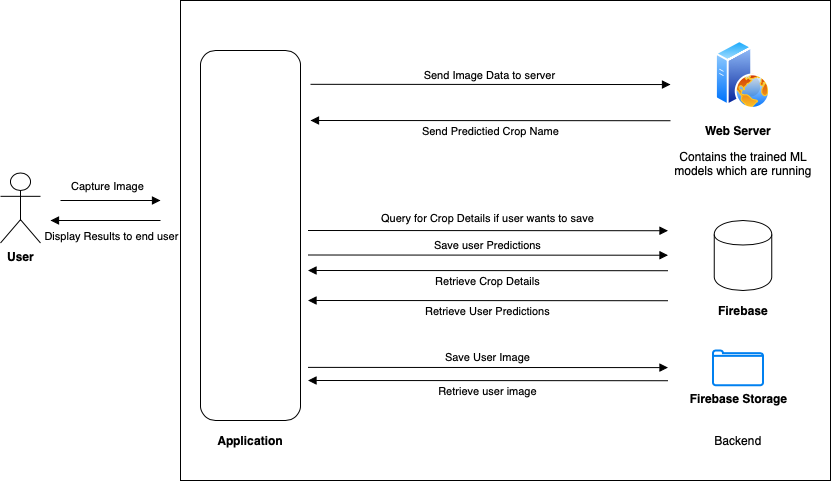 Send Image Data to server
Send Predictied Crop Name
Web Server
Contains the trained ML
models which are running
Capture Image
Display Results to end user
User
Query for Crop Details if user wants to save
Save user Predictions
Retrieve Crop Details
Retrieve User Predictions
Firebase
Save User Image
Retrieve user image
Firebase Storage
Application
Backend